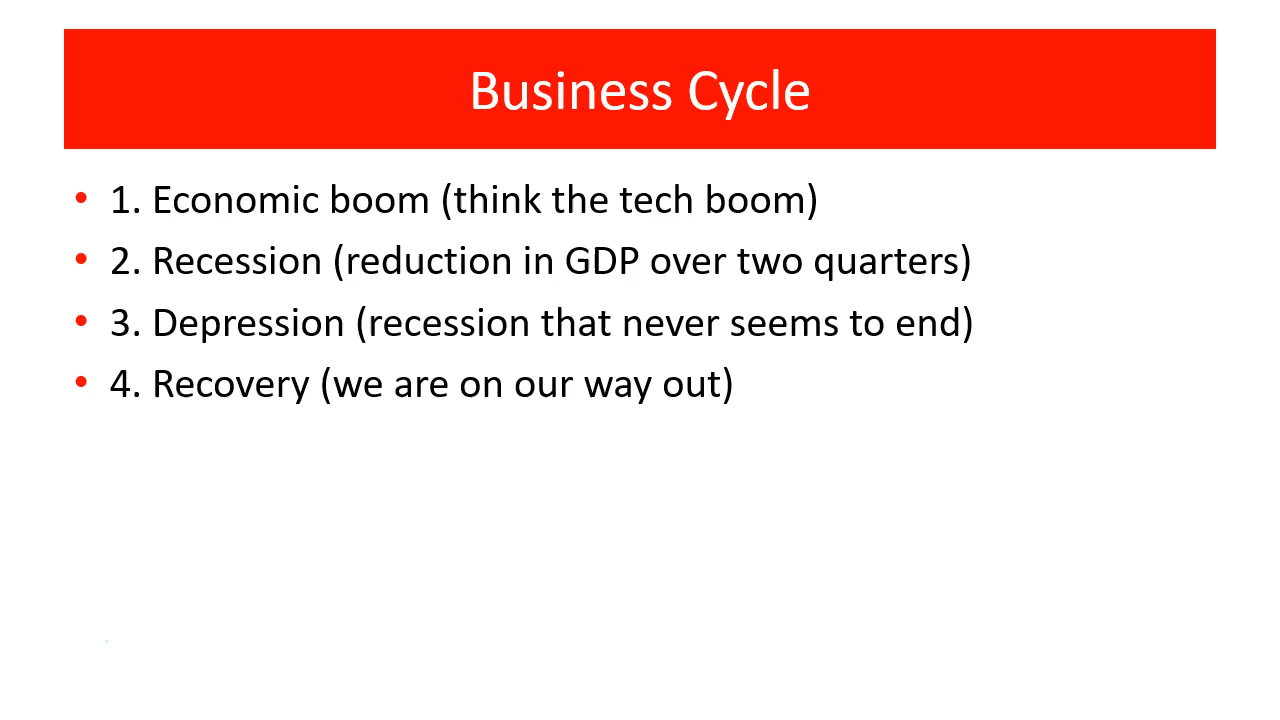 Business Cycle
• 1. Economic boom (think the tech boom)
• 2. Recession (reduction in GDP over two quarters)
• 3. Depression (recession that never seems to end)
• 4. Recovery (we are on our way out)